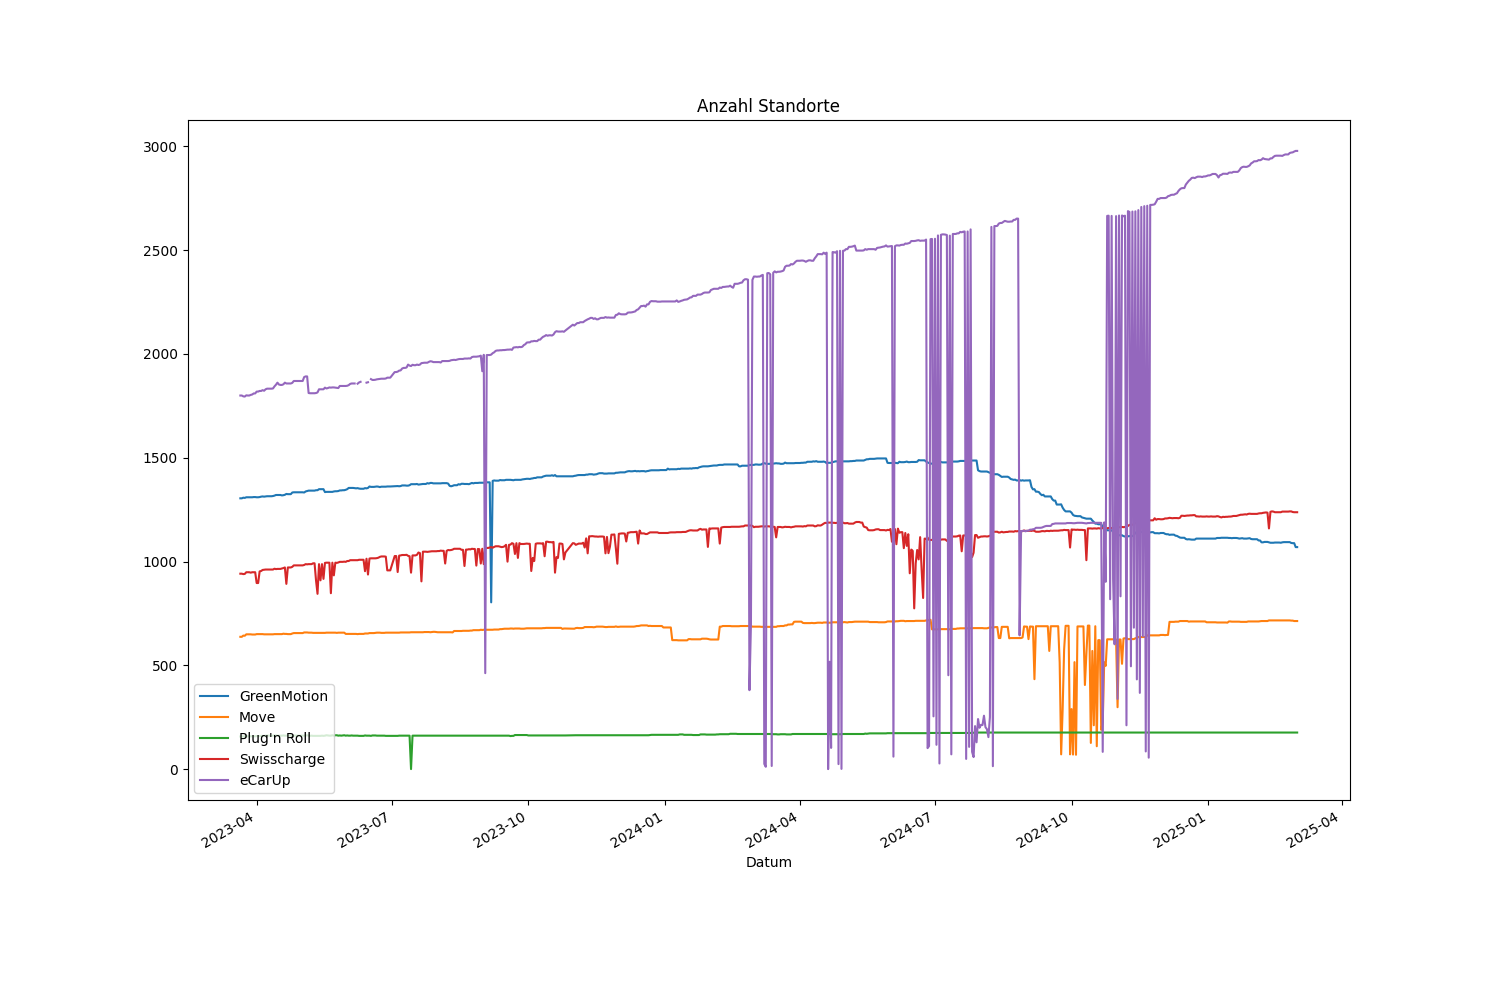 Anzahl Standorte
3000
2500
2000
1500
1000
500
0
GreenMotion
Move
Plug'n Roll
Swisscharge
eCarUp
2023-04
2023-07
2023-10
2024-01
2024-04
2024-07
2024-10
2025-01
2025-04
Datum